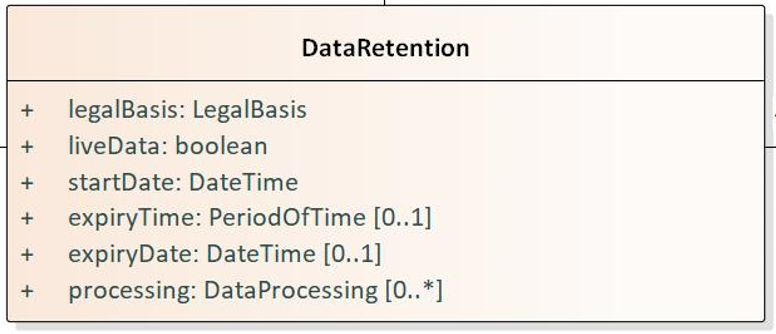 DataRetention
+ legalBasis: LegalBasis
+ liveData: boolean
+ startDate: DateTime
+ expiryTime: PeriodOfTime [0..1]
+ expiryDate: DateTime [0..1]
+ processing: DataProcessing [0..*]